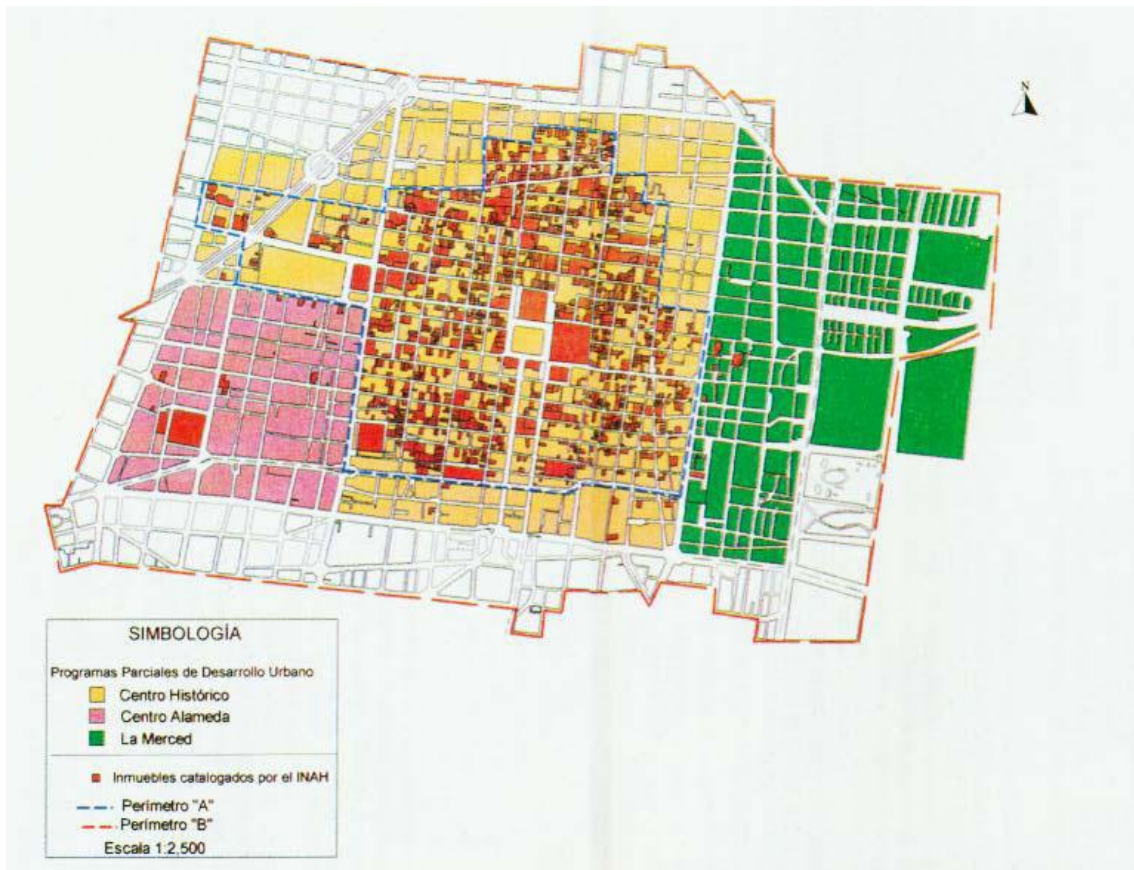 N
SIMBOLOGÍA
Programas Parciales de Desarrollo Urbano
Centro Histórico
Centro Alameda
La Merced
Inmuebles catalogados por el INAH
Perímetro "A"
Perímetro "B"
Escala 1:2,500